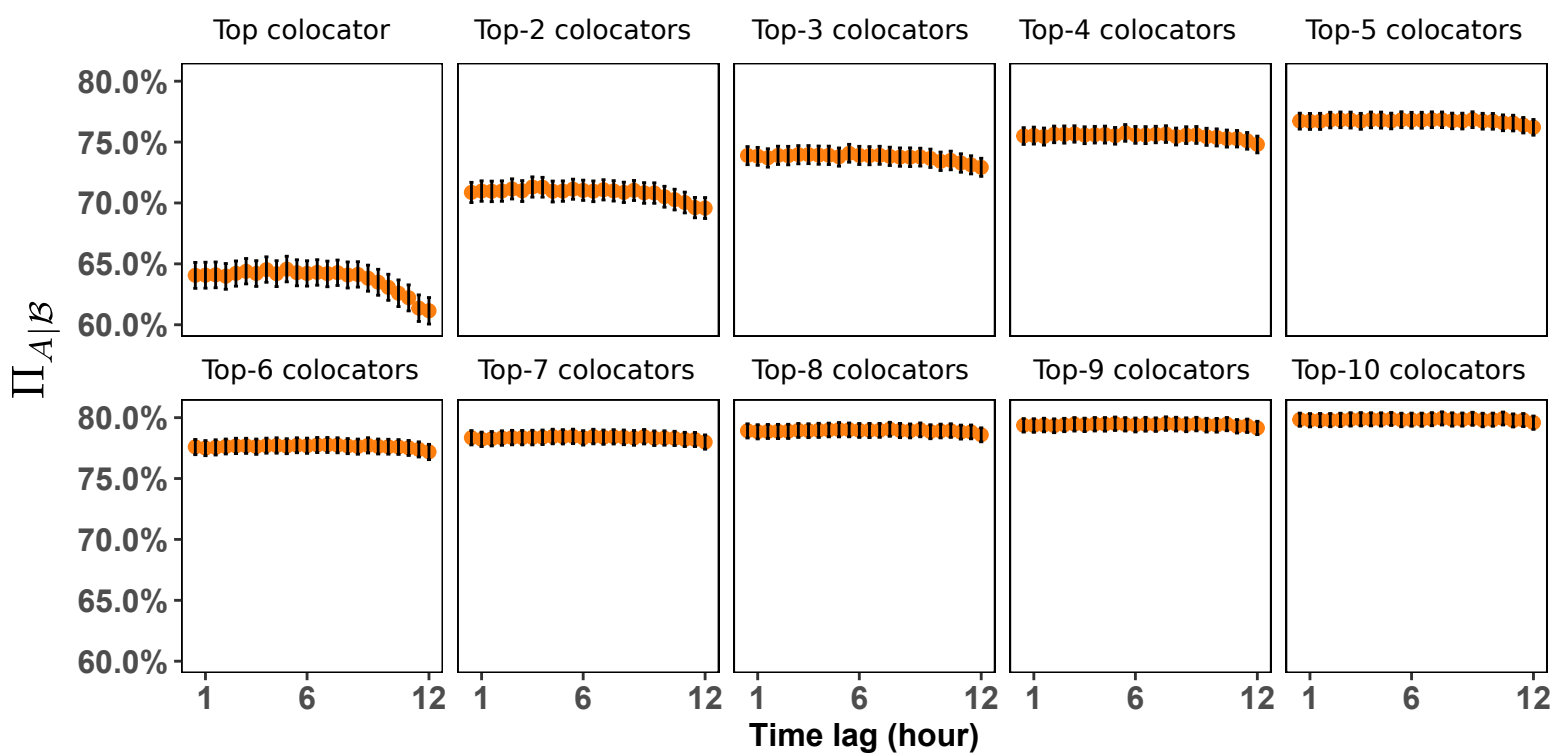 Top colocator Top-2 colocators Top-3 colocators Top-4 colocators Top-5 colocators
80.0%
75.0%
70.0%
65.0%
60.0%
Π_{A|𝓑}
Top-6 colocators Top-7 colocators Top-8 colocators Top-9 colocators Top-10 colocators
80.0%
75.0%
70.0%
65.0%
60.0%
1 6 12 1 6 12 1 6 12 1 6 12 1 6 12
Time lag (hour)